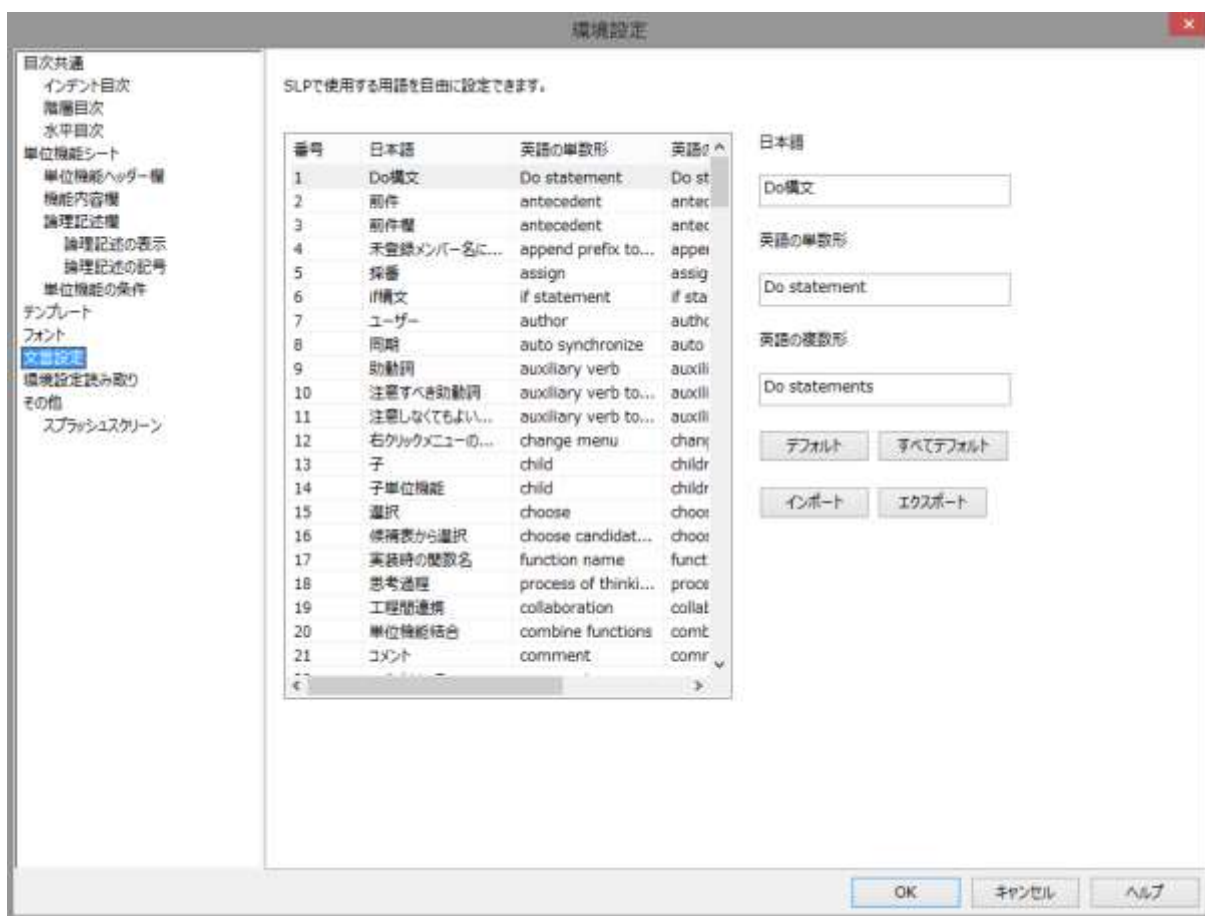 環境設定
目次共通
インデント目次
階層目次
水平目次
単位機能シート
単位機能ヘッダー欄
機能内容欄
論理記述欄
論理記述の表示
論理記述の記号
単位機能の条件
テンプレート
フォント
文言設定
環境設定読み取り
その他
スプラッシュスクリーン
SLPで使用する用語を自由に設定できます。
番号 日本語 英語の単数形 英語の
1 Do構文 Do statement Do st
2 前件 antecedent antec
3 前件欄 antecedent antec
4 未登録メンバー名に... append prefix to... apper
5 採番 assign assig
6 if構文 if statement if sta
7 ユーザー author autho
8 同期 auto synchronize auto
9 助動詞 auxiliary verb auxili
10 注意すべき助動詞 auxiliary verb to... auxili
11 注意しなくてもよい... auxiliary verb to... auxili
12 右クリックメニューの... change menu chang
13 子 child childr
14 子単位機能 child childr
15 選択 choose choos
16 候補表から選択 choose candidat... choos
17 実装時の関数名 function name funct
18 思考過程 process of thinki... proce
19 工程間連携 collaboration collab
20 単位機能結合 combine functions comb
21 コメント comment comm
日本語
Do構文
英語の単数形
Do statement
英語の複数形
Do statements
デフォルト すべてデフォルト
インポート エクスポート
OK キャンセル ヘルプ